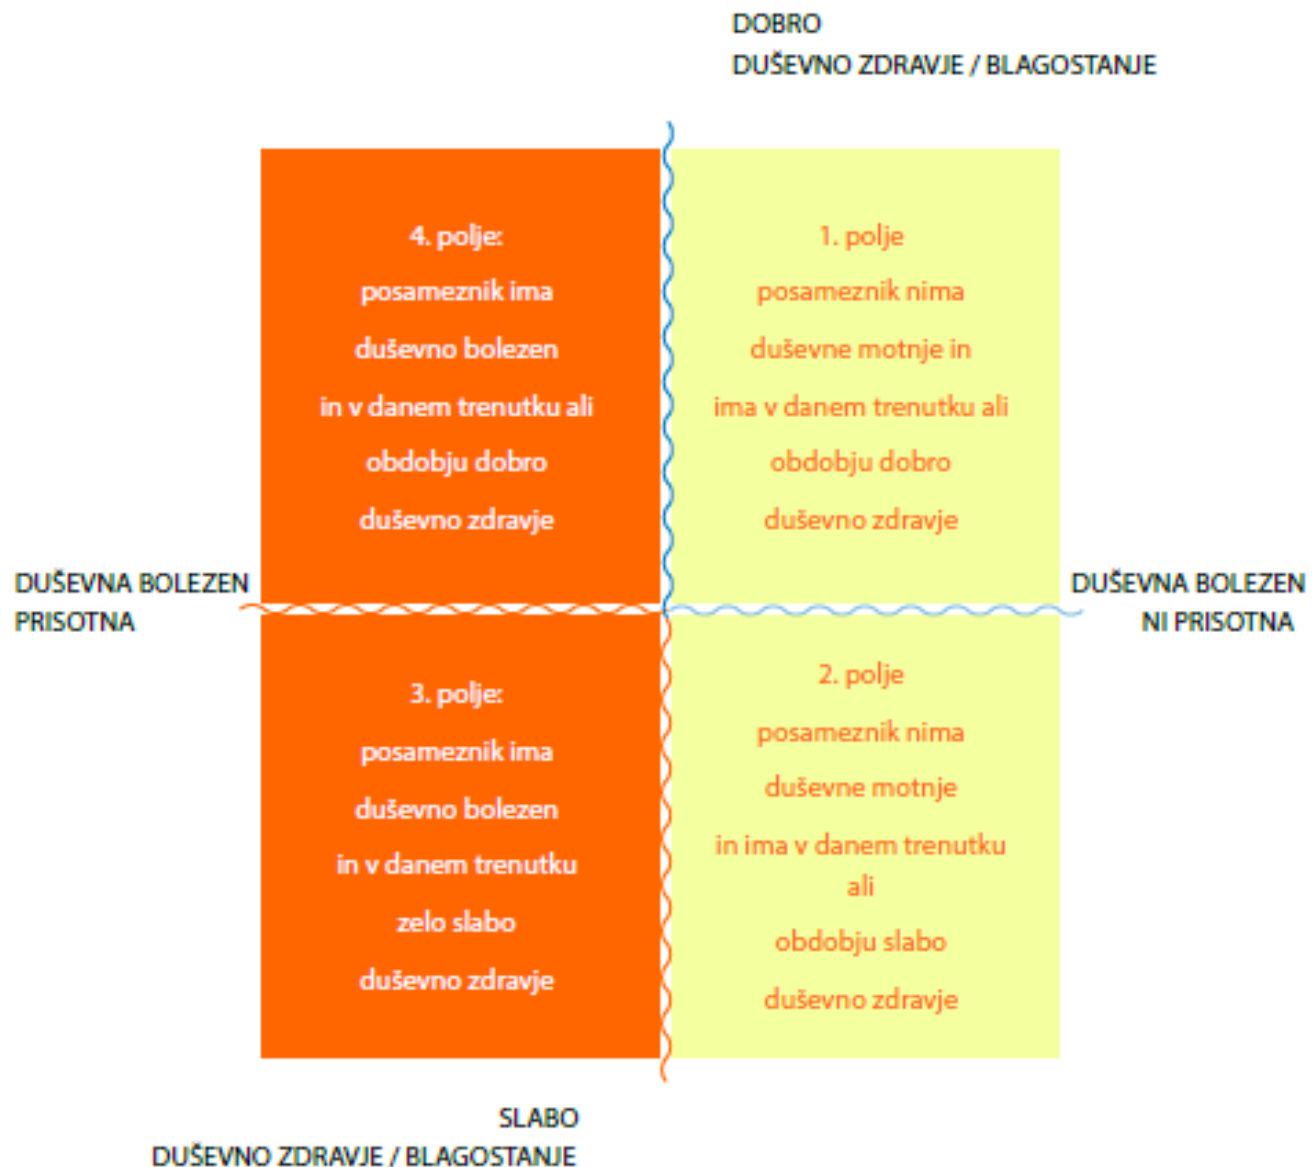 DOBRO
DUŠEVNO ZDRAVJE / BLAGOSTANJE
4. polje:
posameznik ima
duševno bolezen
in v danem trenutku ali
obdobju dobro
duševno zdravje
1. polje
posameznik nima
duševne motnje in
ima v danem trenutku ali
obdobju dobro
duševno zdravje
DUŠEVNA BOLEZEN
PRISOTNA
DUŠEVNA BOLEZEN
NI PRISOTNA
3. polje:
posameznik ima
duševno bolezen
in v danem trenutku
zelo slabo
duševno zdravje
2. polje
posameznik nima
duševne motnje
in ima v danem trenutku
ali
obdobju slabo
duševno zdravje
SLABO
DUŠEVNO ZDRAVJE / BLAGOSTANJE